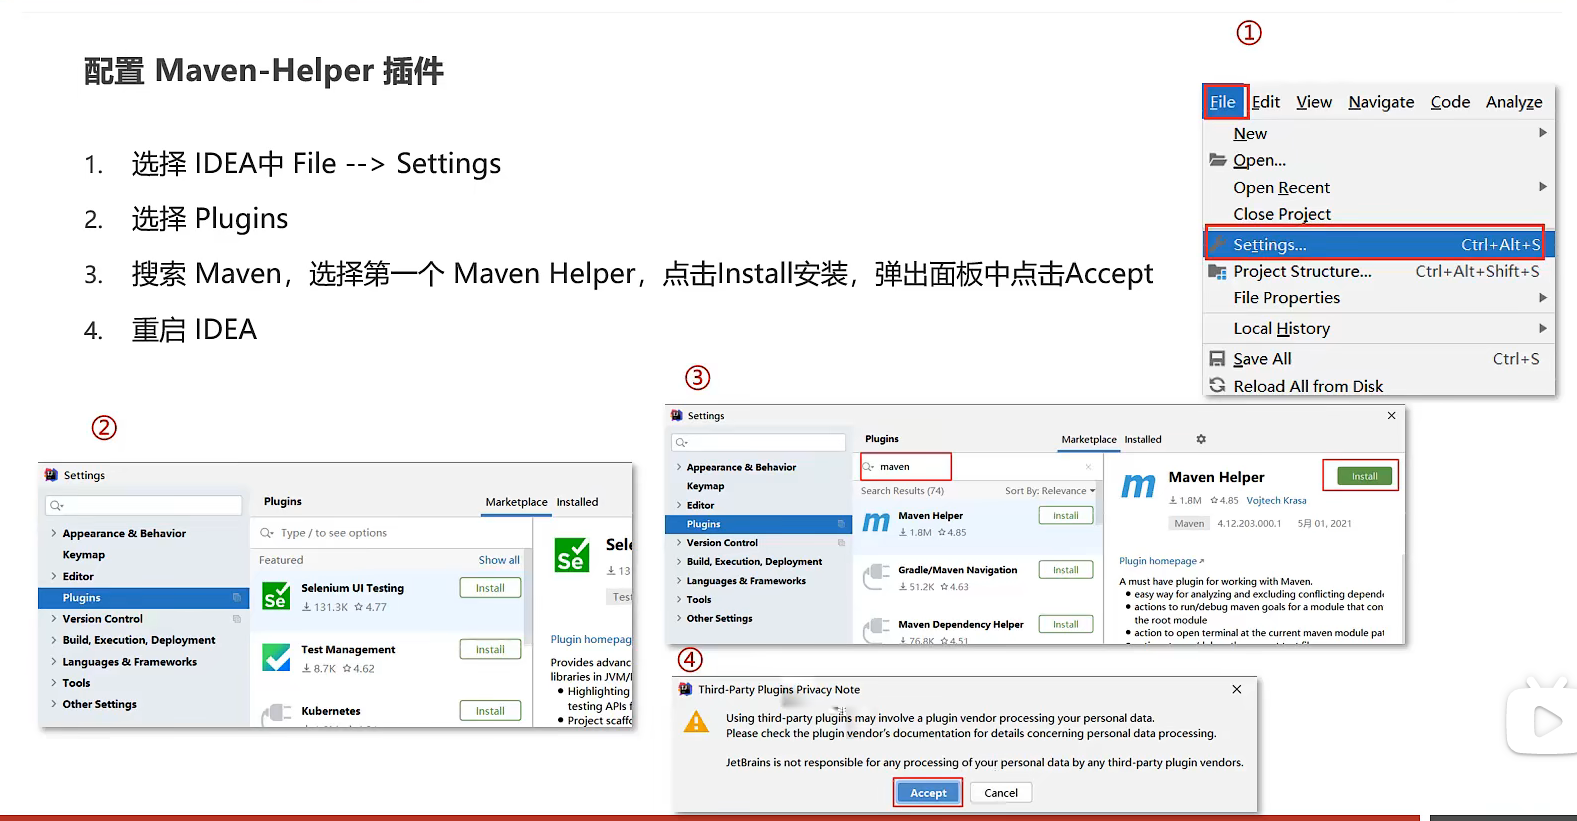 配置 Maven-Helper 插件
1. 选择 IDEA中 File --> Settings
2. 选择 Plugins
3. 搜索 Maven，选择第一个 Maven Helper，点击Install安装，弹出面板中点击Accept
4. 重启 IDEA
①
File Edit View Navigate Code Analyze
New
Open...
Open Recent
Close Project
Settings... Ctrl+Alt+S
Project Structure... Ctrl+Alt+Shift+S
File Properties
Local History
Save All Ctrl+S
Reload All from Disk
②
Settings
Plugins
Marketplace Installed
Appearance & Behavior
Keymap
Editor
Plugins
Version Control
Build, Execution, Deployment
Languages & Frameworks
Tools
Other Settings
Type / to see options
Featured Show all
Selenium UI Testing Install
131.3K 4.77
Test Management Install
8.7K 4.62
Kubernetes Install
Se
Se
Sele
13
Test
Plugin homepag
Provides advanc
libraries in JVM/
Highlighting
testing APIs f
Project scaffo
③
Settings
Plugins
Marketplace Installed
Appearance & Behavior
Keymap
Editor
Plugins
Version Control
Build, Execution, Deployment
Languages & Frameworks
Tools
Other Settings
maven
Search Results (74) Sort By: Relevance
m
Maven Helper Install
1.8M 4.85
Gradle/Maven Navigation Install
51.2K 4.63
Maven Dependency Helper Install
76.8K 4.51
m
Maven Helper Install
1.8M 4.85 Vojtech Krasa
Maven 4.12.203.000.1 5月 01, 2021
Plugin homepage
A must have plugin for working with Maven.
easy way for analyzing and excluding conflicting depende
actions to run/debug maven goals for a module that con
the root module
action to open terminal at the current maven module pat
④
Third-Party Plugins Privacy Note
Using third-party plugins may involve a plugin vendor processing your personal data.
Please check the plugin vendor's documentation for details concerning personal data processing.
JetBrains is not responsible for any processing of your personal data by any third-party plugin vendors.
Accept Cancel